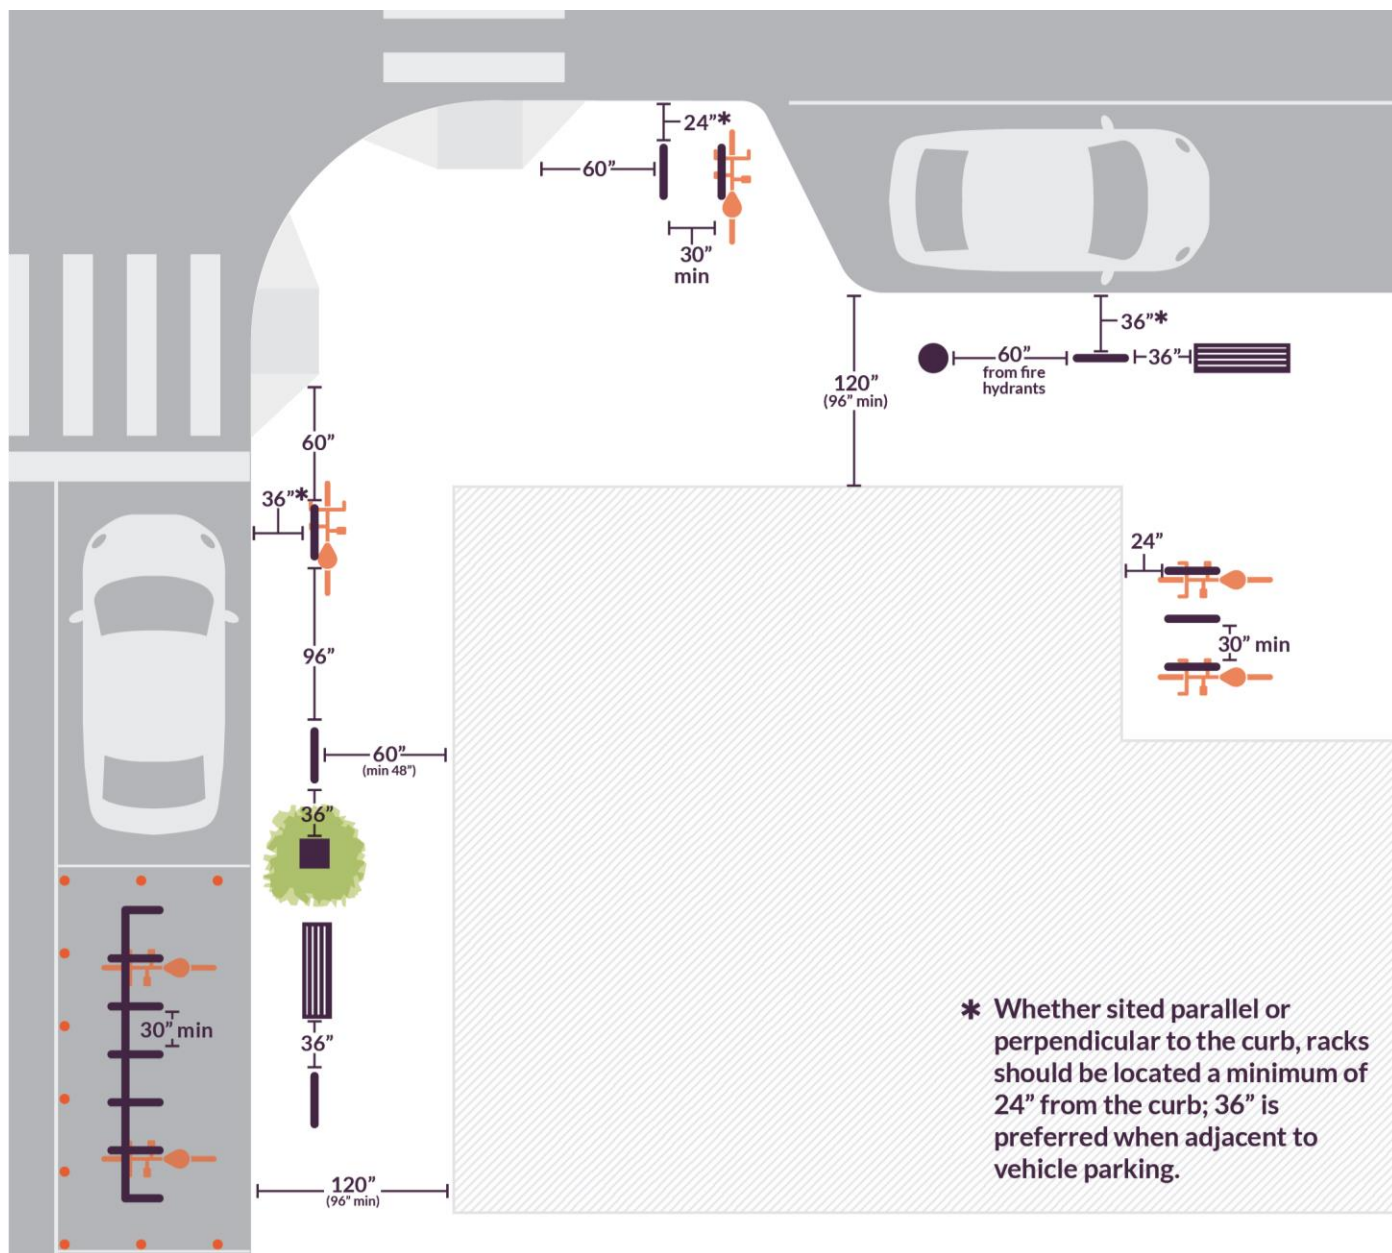 24”*
60”
30”
min
36”*
60”
from fire
hydrants
36”
120”
(96” min)
60”
36”*
24”
30” min
96”
60”
(min 48”)
36”
30” min
36”
120”
(96” min)
* Whether sited parallel or
perpendicular to the curb, racks
should be located a minimum of
24” from the curb; 36” is
preferred when adjacent to
vehicle parking.